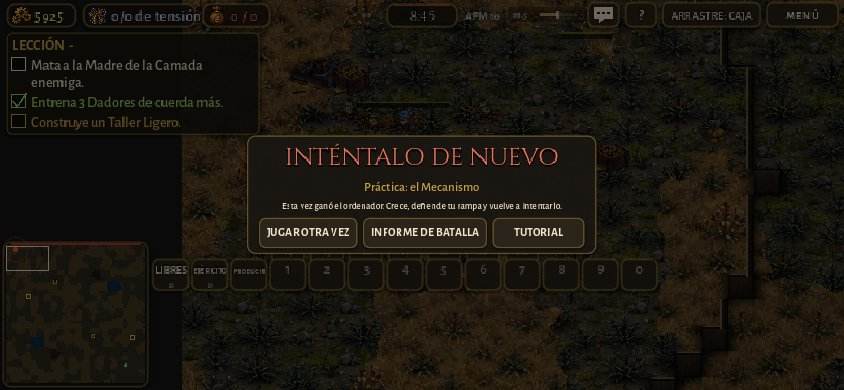 5925
0/0 de tensión
0 / 0
8:45
?
ARRASTRE: CAJA
MENÚ
LECCIÓN -
Mata a la Madre de la Camada
enemiga.
Entrena 3 Dadores de cuerda más.
Construye un Taller Ligero.
INTÉNTALO DE NUEVO
Práctica: el Mecanismo
Esta vez ganó el ordenador. Crece, defiende tu rampa y vuelve a intentarlo.
JUGAR OTRA VEZ
INFORME DE BATALLA
TUTORIAL
LIBRES
EJERCITO
1
2
3
4
5
6
7
8
9
0